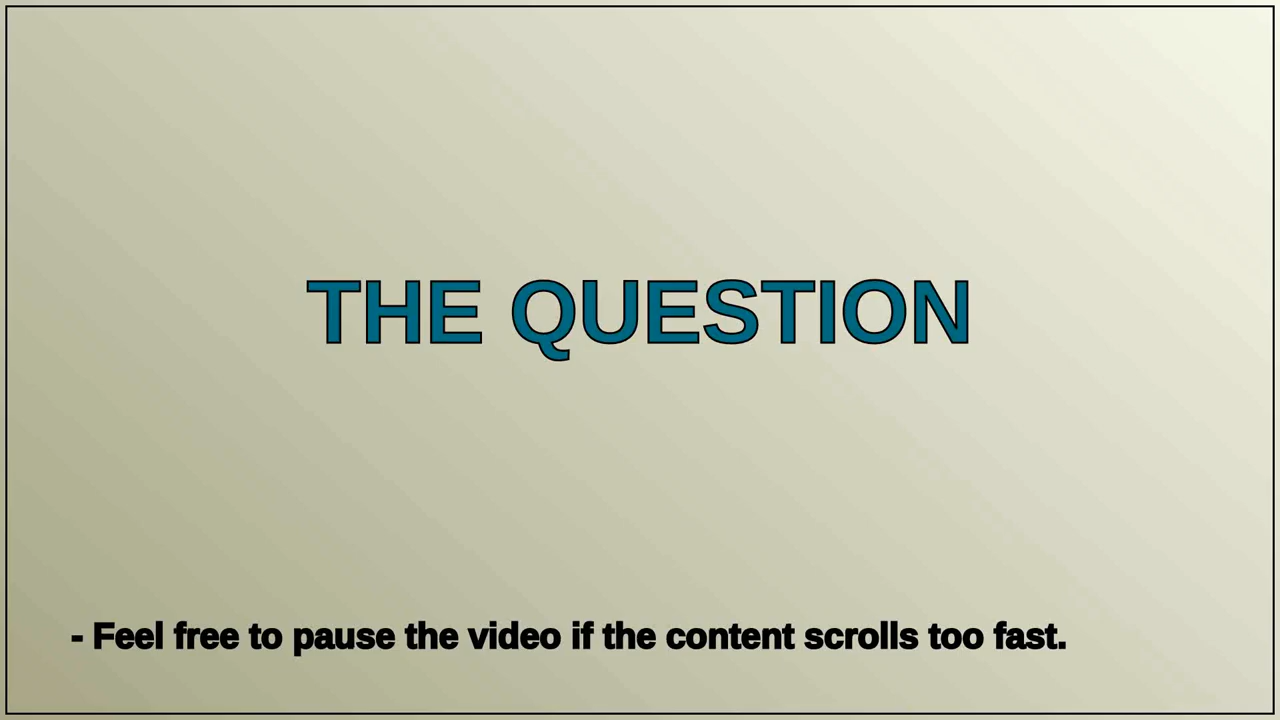 THE QUESTION
- Feel free to pause the video if the content scrolls too fast.